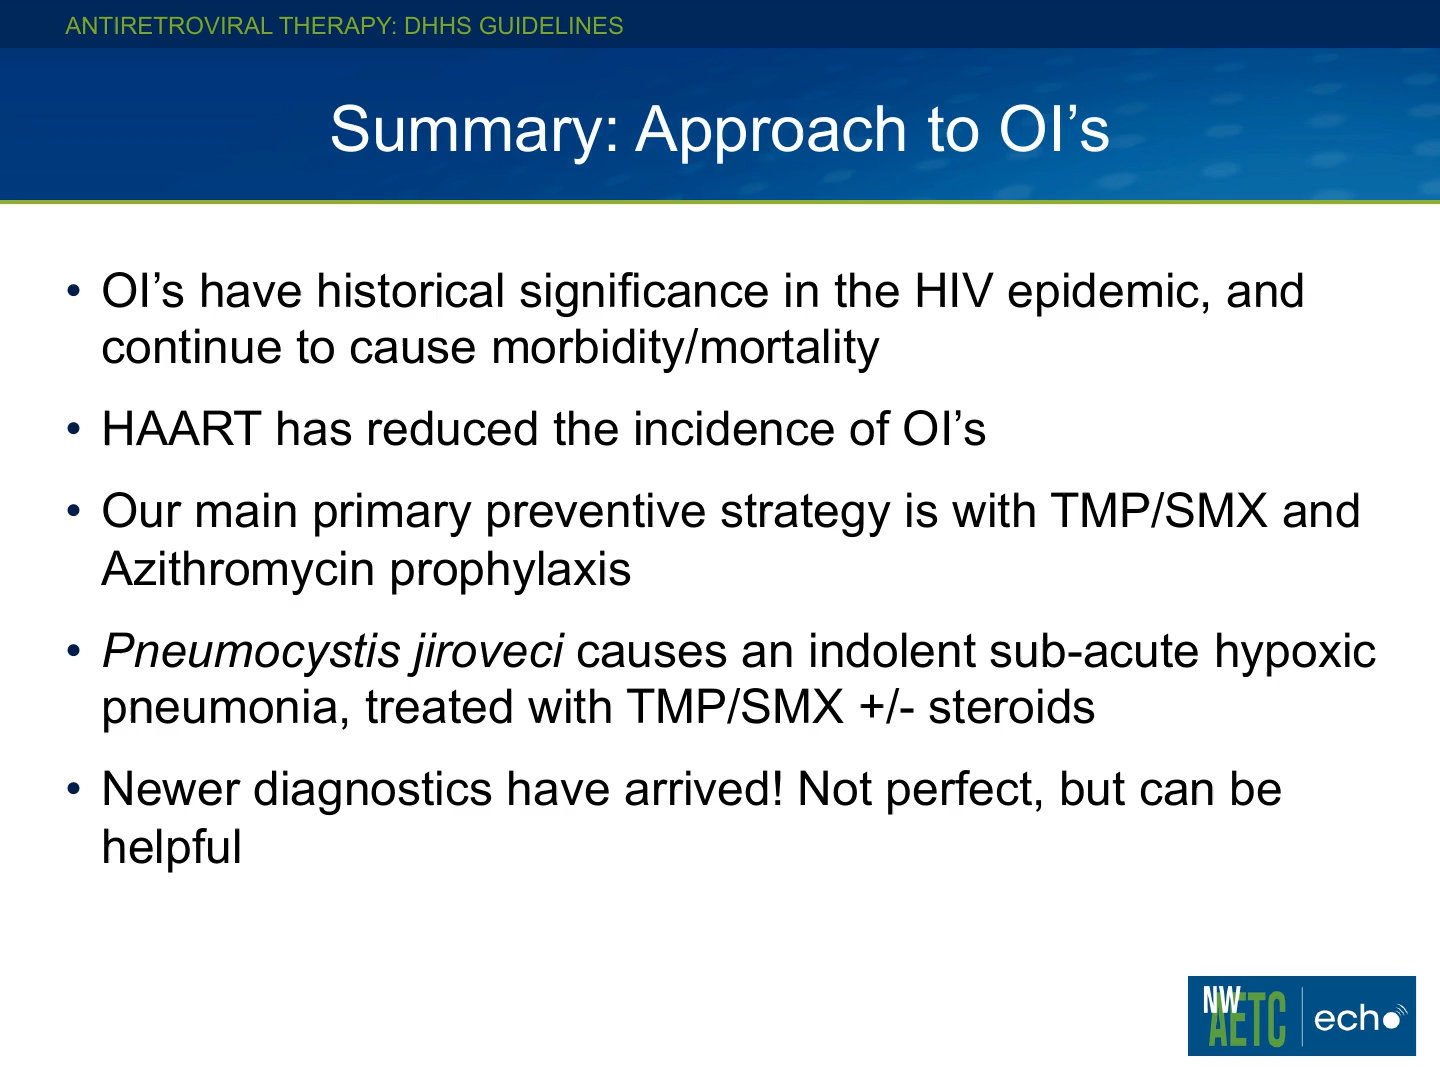 ANTIRETROVIRAL THERAPY: DHHS GUIDELINES
Summary: Approach to OI’s
• OI’s have historical significance in the HIV epidemic, and
continue to cause morbidity/mortality
• HAART has reduced the incidence of OI’s
• Our main primary preventive strategy is with TMP/SMX and
Azithromycin prophylaxis
• Pneumocystis jiroveci causes an indolent sub-acute hypoxic
pneumonia, treated with TMP/SMX +/- steroids
• Newer diagnostics have arrived! Not perfect, but can be
helpful
NW
AETC
echo